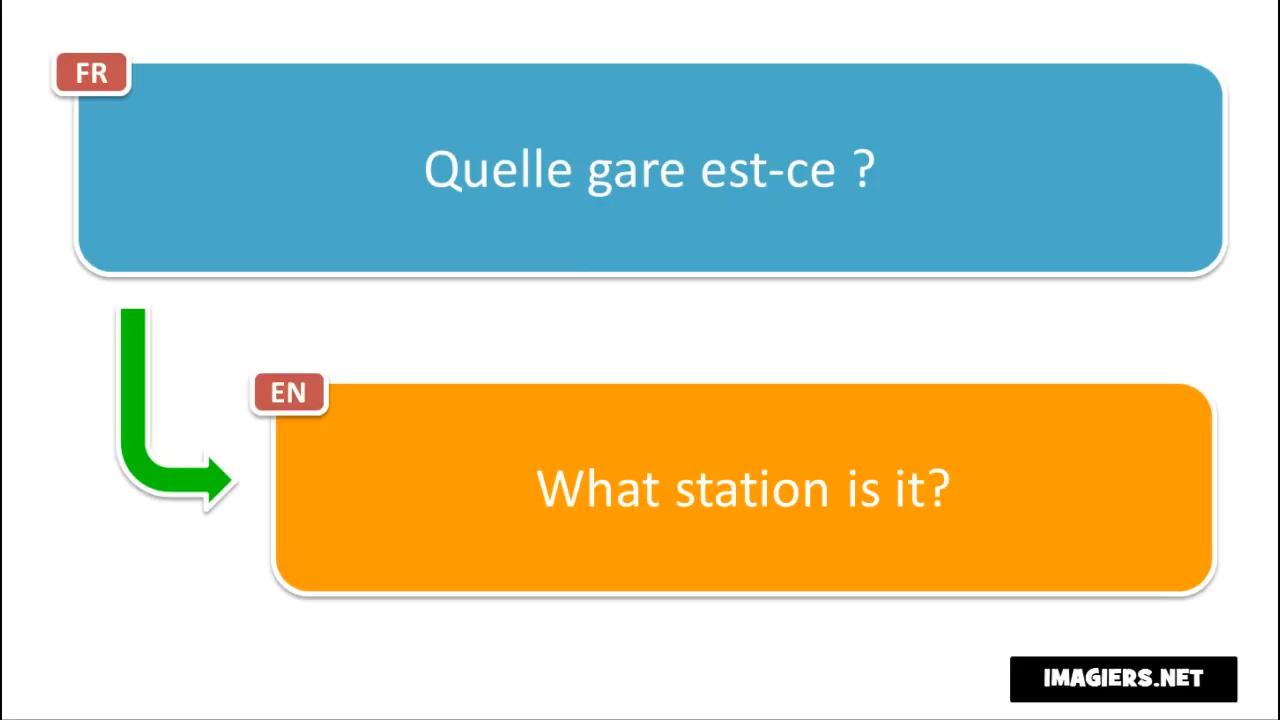 FR
Quelle gare est-ce ?
EN
What station is it?
IMAGIERS.NET